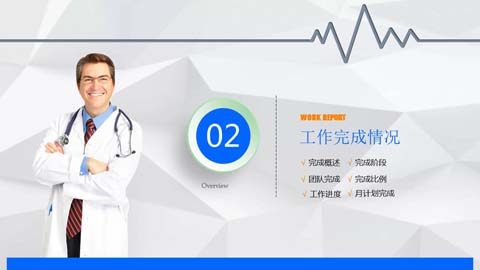 02
Overview
WORK REPORT
工作完成情况
√ 完成概述 √ 完成阶段
√ 团队完成 √ 完成比例
√ 工作进度 √ 月计划完成